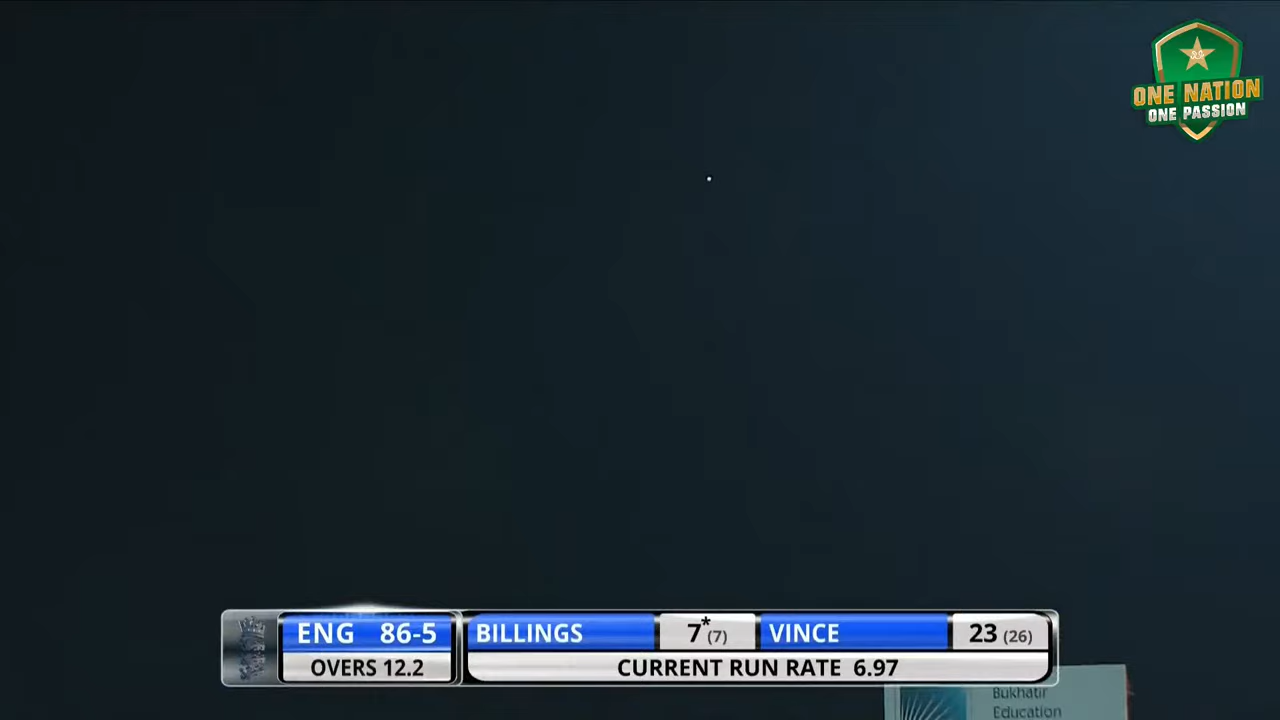 ONE NATION
ONE PASSION
ENG 86-5 BILLINGS 7* (7) VINCE 23 (26)
OVERS 12.2 CURRENT RUN RATE 6.97
Bukhatir
Education